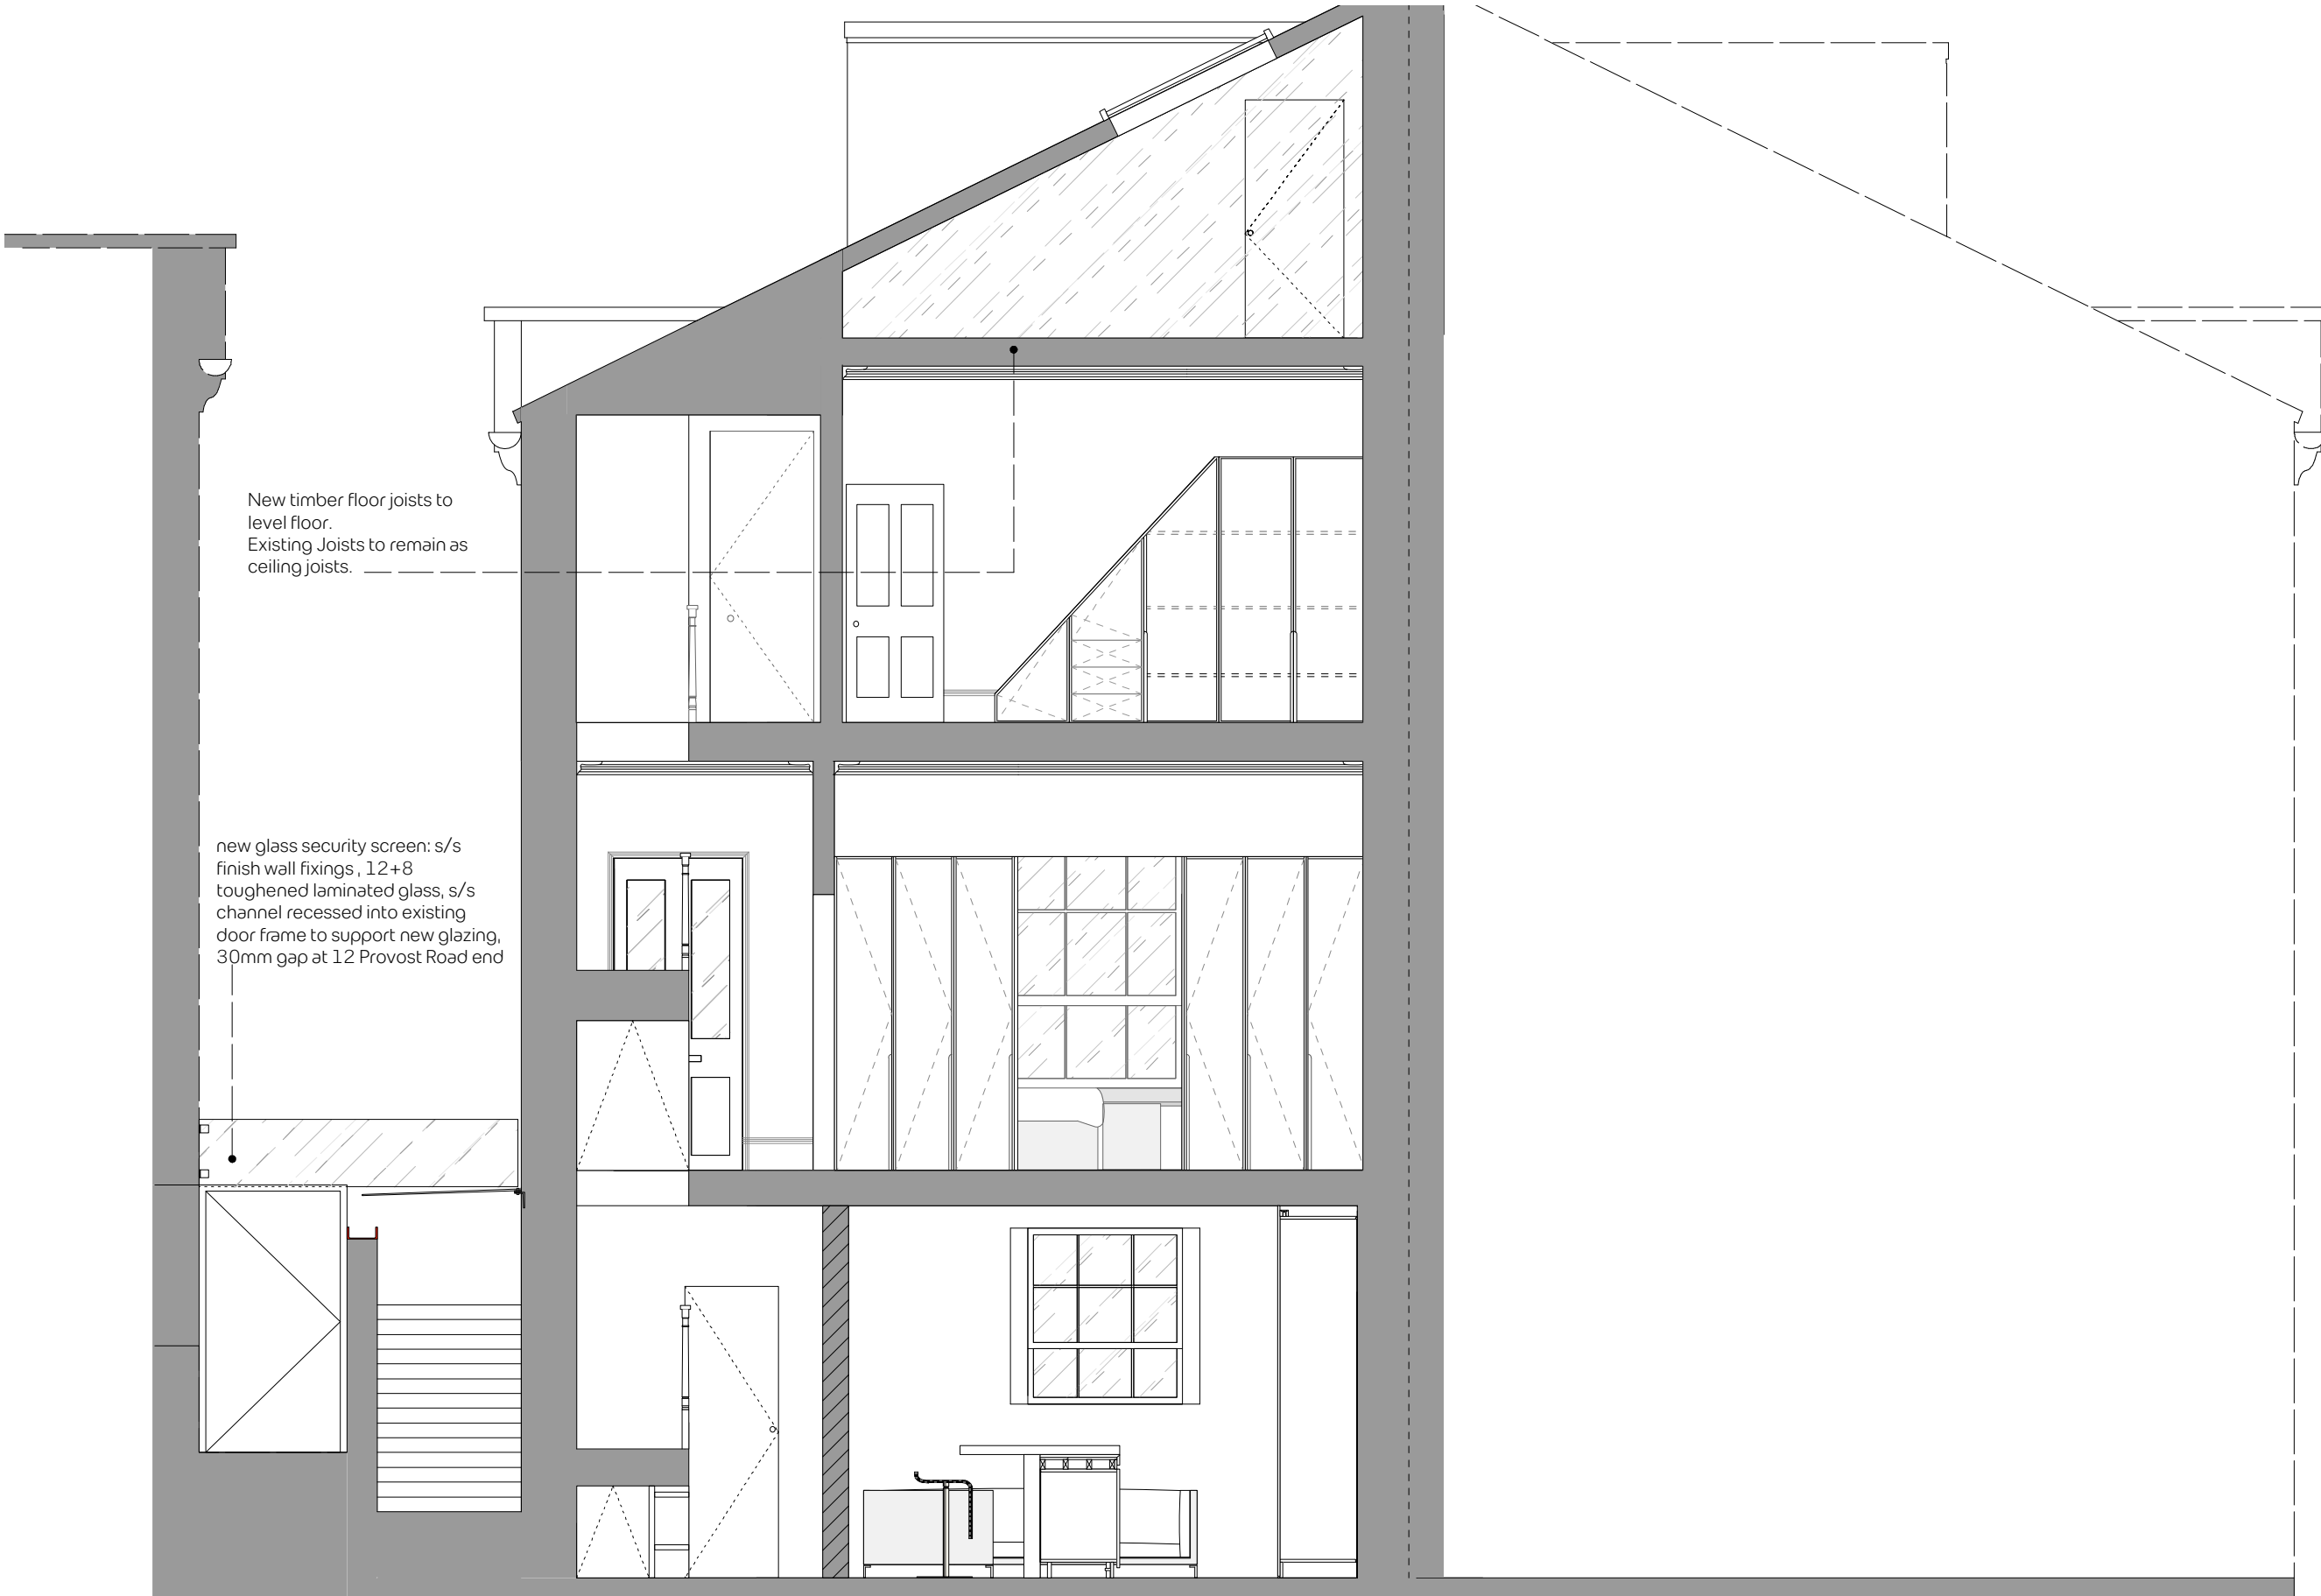 New timber floor joists to
level floor.
Existing Joists to remain as
ceiling joists.
new glass security screen: s/s
finish wall fixings , 12+8
toughened laminated glass, s/s
channel recessed into existing
door frame to support new glazing,
30mm gap at 12 Provost Road end